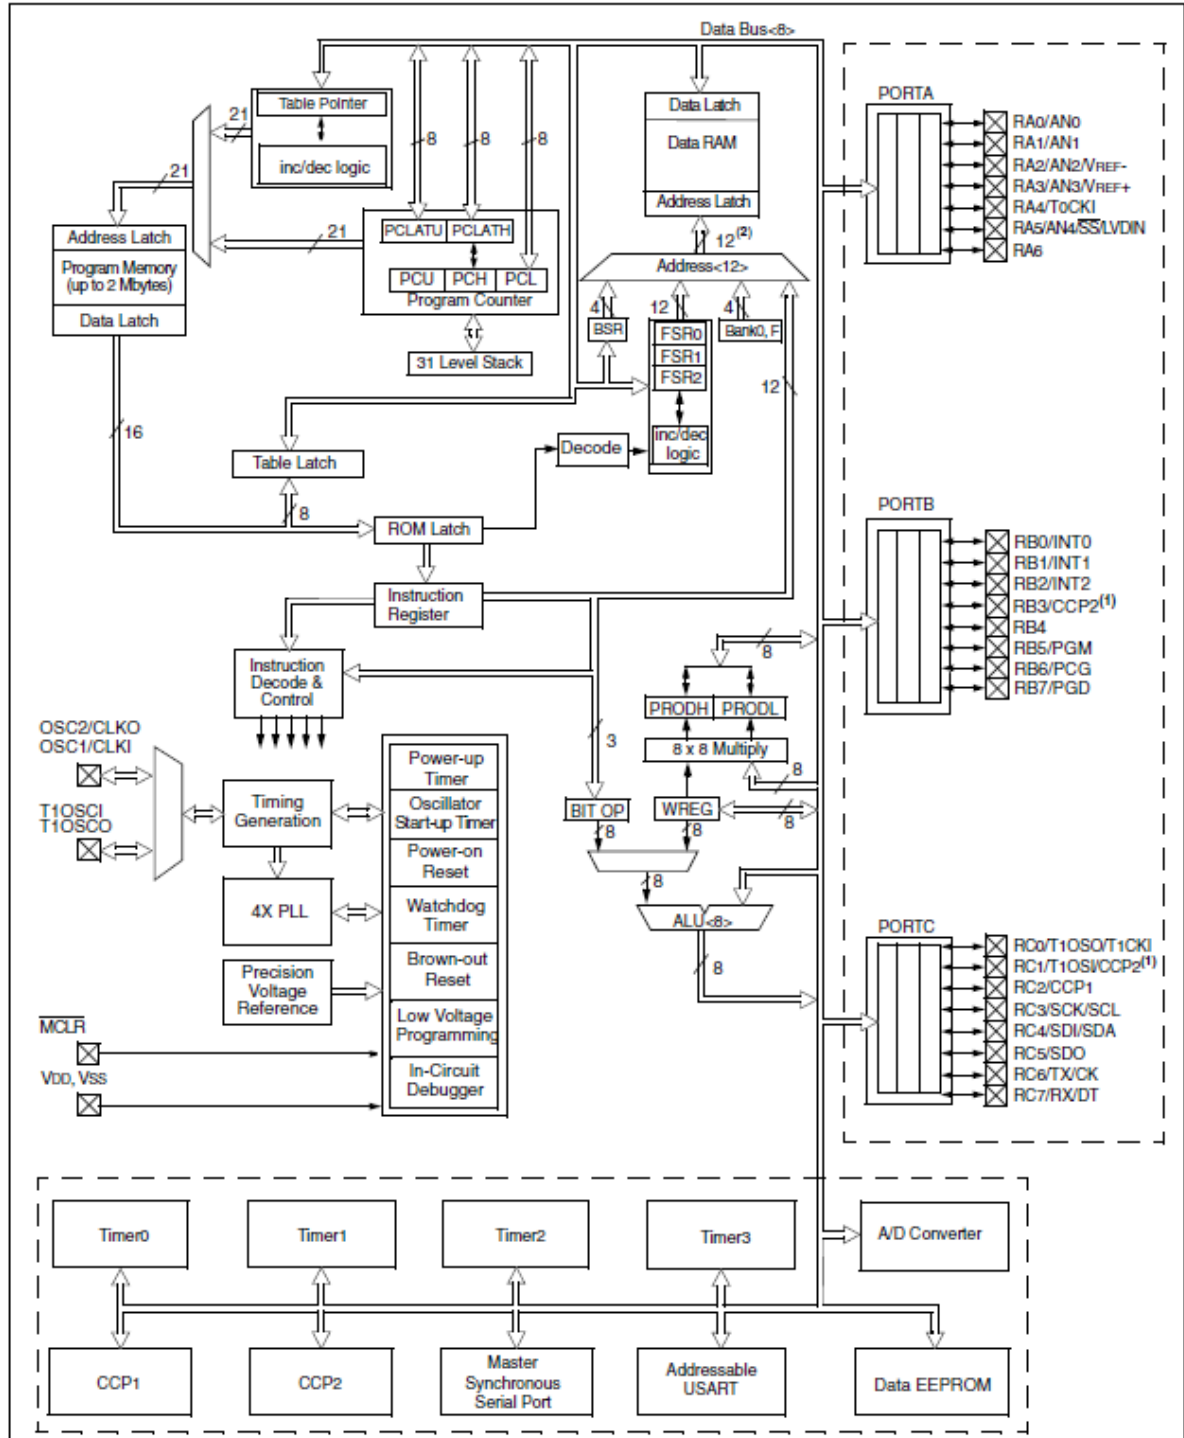 Data Bus<8>
21
Table Pointer
inc/dec logic
21
8
8
8
Data Latch
Data RAM
Address Latch
PORTA
RA0/AN0
RA1/AN1
RA2/AN2/VREF-
RA3/AN3/VREF+
RA4/T0CKI
RA5/AN4/SS/LVDIN
RA6
Address Latch
Program Memory
(up to 2 Mbytes)
Data Latch
21
PCLATU
PCLATH
PCU
PCH
PCL
Program Counter
31 Level Stack
12(2)
Address<12>
4
12
4
BSR
FSR0
FSR1
FSR2
Bank0, F
12
inc/dec
logic
16
Decode
Table Latch
8
ROM Latch
Instruction
Register
PORTB
RB0/INT0
RB1/INT1
RB2/INT2
RB3/CCP2(1)
RB4
RB5/PGM
RB6/PCG
RB7/PGD
Instruction
Decode &
Control
8
PRODH
PRODL
8 x 8 Multiply
3
8
BIT OP
WREG
8
8
8
8
ALU<8>
8
OSC2/CLKO
OSC1/CLKI
T1OSCI
T1OSCO
Timing
Generation
4X PLL
Precision
Voltage
Reference
MCLR
VDD, VSS
Power-up
Timer
Oscillator
Start-up Timer
Power-on
Reset
Watchdog
Timer
Brown-out
Reset
Low Voltage
Programming
In-Circuit
Debugger
PORTC
RC0/T1OSO/T1CKI
RC1/T1OSI/CCP2(1)
RC2/CCP1
RC3/SCK/SCL
RC4/SDI/SDA
RC5/SDO
RC6/TX/CK
RC7/RX/DT
Timer0
Timer1
Timer2
Timer3
A/D Converter
CCP1
CCP2
Master
Synchronous
Serial Port
Addressable
USART
Data EEPROM